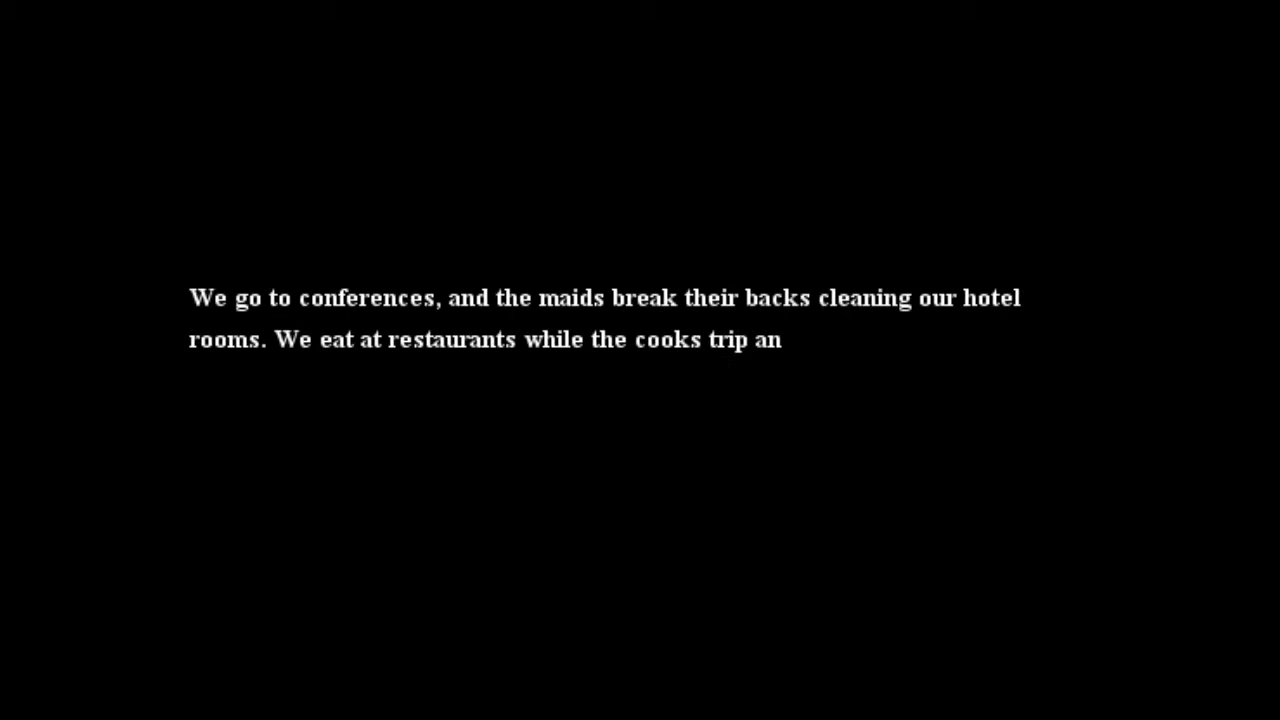 We go to conferences, and the maids break their backs cleaning our hotel
rooms. We eat at restaurants while the cooks trip an